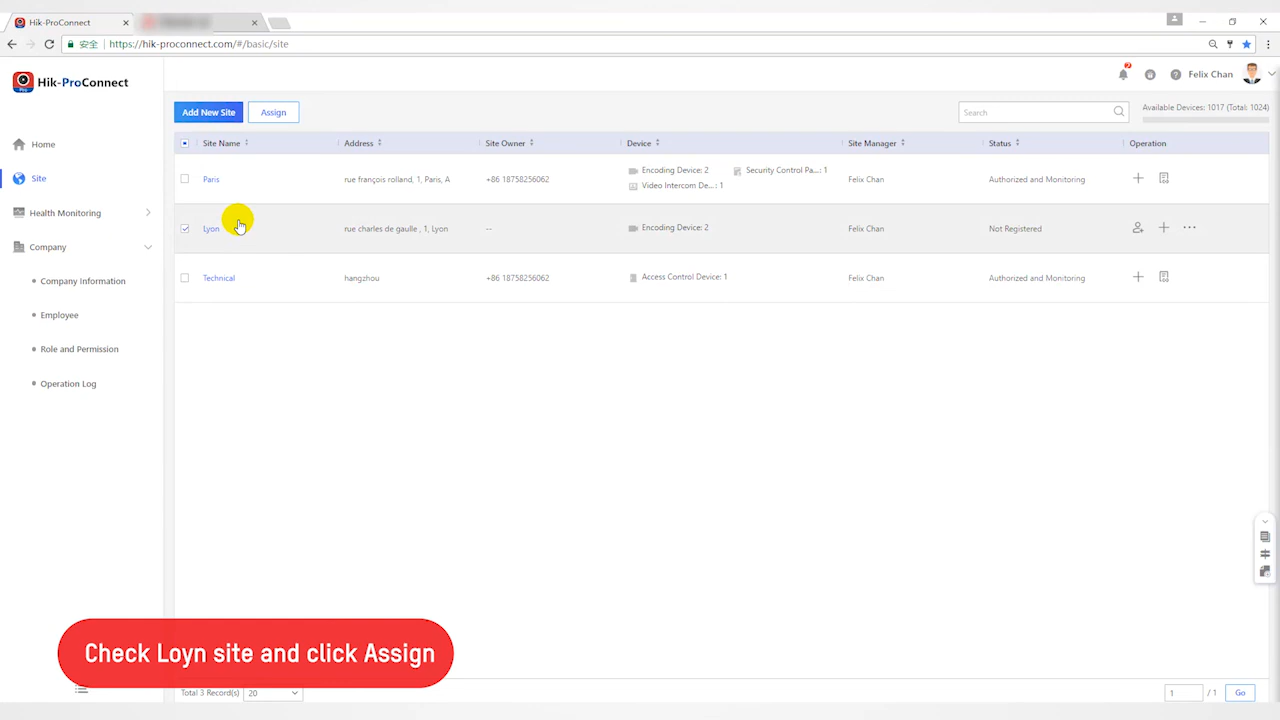 Hik-ProConnect
安全 https://hik-proconnect.com/#/basic/site
Hik-ProConnect
2
Felix Chan
Home
Site
Health Monitoring
Company
Company Information
Employee
Role and Permission
Operation Log
Add New Site Assign
Search
Available Devices: 1017 (Total: 1024)
Site Name Address Site Owner Device Site Manager Status Operation
Paris rue françois rolland, 1, Paris, A +86 18758256062 Encoding Device: 2 Security Control Pa...: 1 Felix Chan Authorized and Monitoring
Video Intercom De...: 1
Lyon rue charles de gaulle , 1, Lyon -- Encoding Device: 2 Felix Chan Not Registered
Technical hangzhou +86 18758256062 Access Control Device: 1 Felix Chan Authorized and Monitoring
Check Loyn site and click Assign
Total 3 Record(s) 20 1 / 1 Go